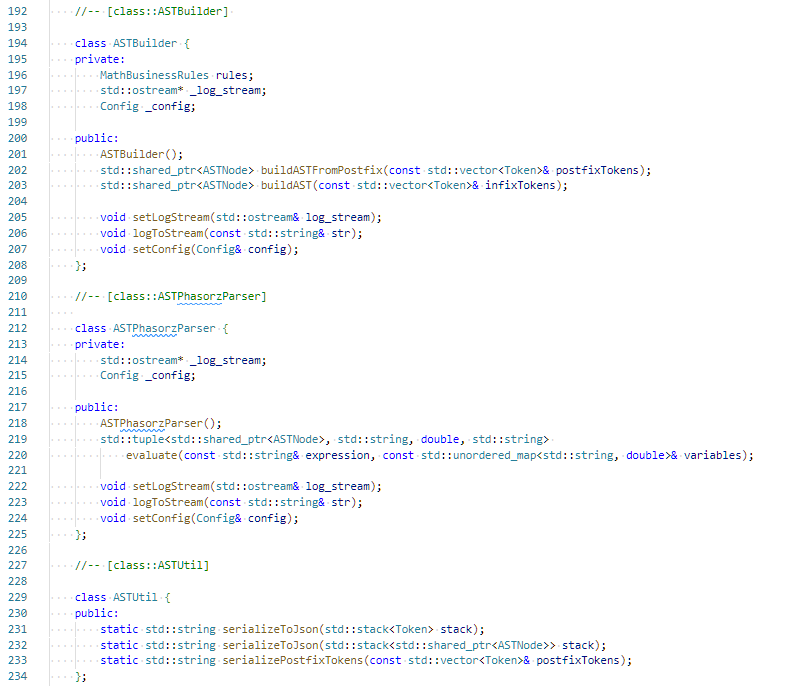 192 //-- [class::ASTBuilder]
193
194 class ASTBuilder {
195 private:
196 MathBusinessRules rules;
197 std::ostream* _log_stream;
198 Config _config;
199
200 public:
201 ASTBuilder();
202 std::shared_ptr<ASTNode> buildASTFromPostfix(const std::vector<Token>& postfixTokens);
203 std::shared_ptr<ASTNode> buildAST(const std::vector<Token>& infixTokens);
204
205 void setLogStream(std::ostream& log_stream);
206 void logToStream(const std::string& str);
207 void setConfig(Config& config);
208 };
209
210 //-- [class::ASTPhasorzParser]
211
212 class ASTPhasorzParser {
213 private:
214 std::ostream* _log_stream;
215 Config _config;
216
217 public:
218 ASTPhasorzParser();
219 std::tuple<std::shared_ptr<ASTNode>, std::string, double, std::string>
220 evaluate(const std::string& expression, const std::unordered_map<std::string, double>& variables);
221
222 void setLogStream(std::ostream& log_stream);
223 void logToStream(const std::string& str);
224 void setConfig(Config& config);
225 };
226
227 //-- [class::ASTUtil]
228
229 class ASTUtil {
230 public:
231 static std::string serializeToJson(std::stack<Token> stack);
232 static std::string serializeToJson(std::stack<std::shared_ptr<ASTNode>> stack);
233 static std::string serializePostfixTokens(const std::vector<Token>& postfixTokens);
234 };